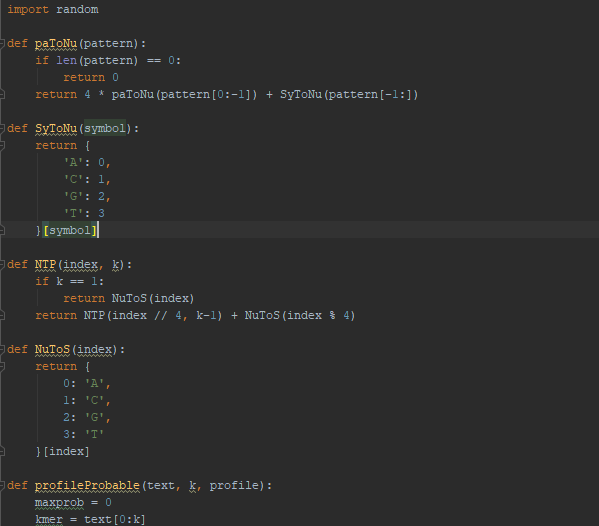 import random
def paToNu(pattern):
    if len(pattern) == 0:
        return 0
    return 4 * paToNu(pattern[0:-1]) + SyToNu(pattern[-1:])
def SyToNu(symbol):
    return {
        'A': 0,
        'C': 1,
        'G': 2,
        'T': 3
    }[symbol]
def NTP(index, k):
    if k == 1:
        return NuToS(index)
    return NTP(index // 4, k-1) + NuToS(index % 4)
def NuToS(index):
    return {
        0: 'A',
        1: 'C',
        2: 'G',
        3: 'T'
    }[index]
def profileProbable(text, k, profile):
    maxprob = 0
    kmer = text[0:k]